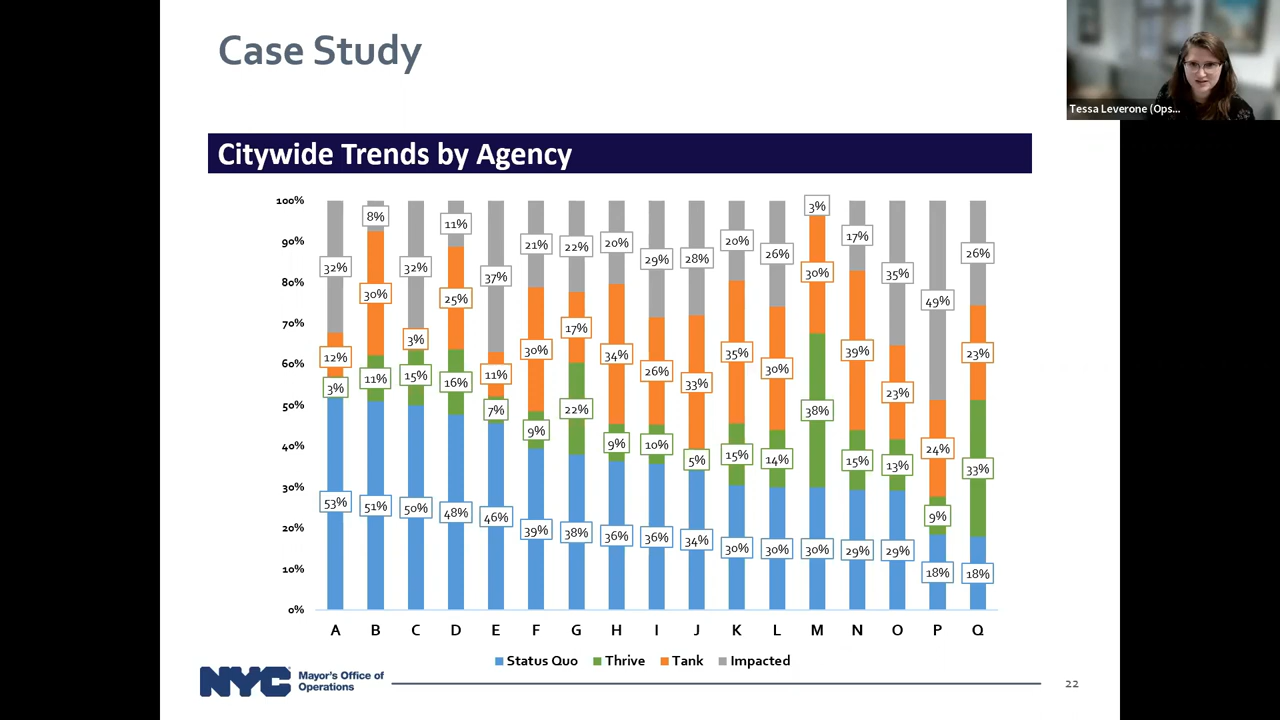 Case Study
Tessa Leverone (Ops...
Citywide Trends by Agency
100%
90%
80%
70%
60%
50%
40%
30%
20%
10%
0%
32% 8% 32% 11% 37% 21% 22% 20% 29% 28% 20% 26% 3% 17% 35% 49% 26%
12% 30% 3% 25% 11% 30% 17% 34% 26% 33% 35% 30% 30% 39% 23% 24% 23%
3% 11% 15% 16% 7% 9% 22% 9% 10% 5% 15% 14% 38% 15% 13% 9% 33%
53% 51% 50% 48% 46% 39% 38% 36% 36% 34% 30% 30% 30% 29% 29% 18% 18%
A B C D E F G H I J K L M N O P Q
Status Quo Thrive Tank Impacted
NYC Mayor's Office of
Operations
22